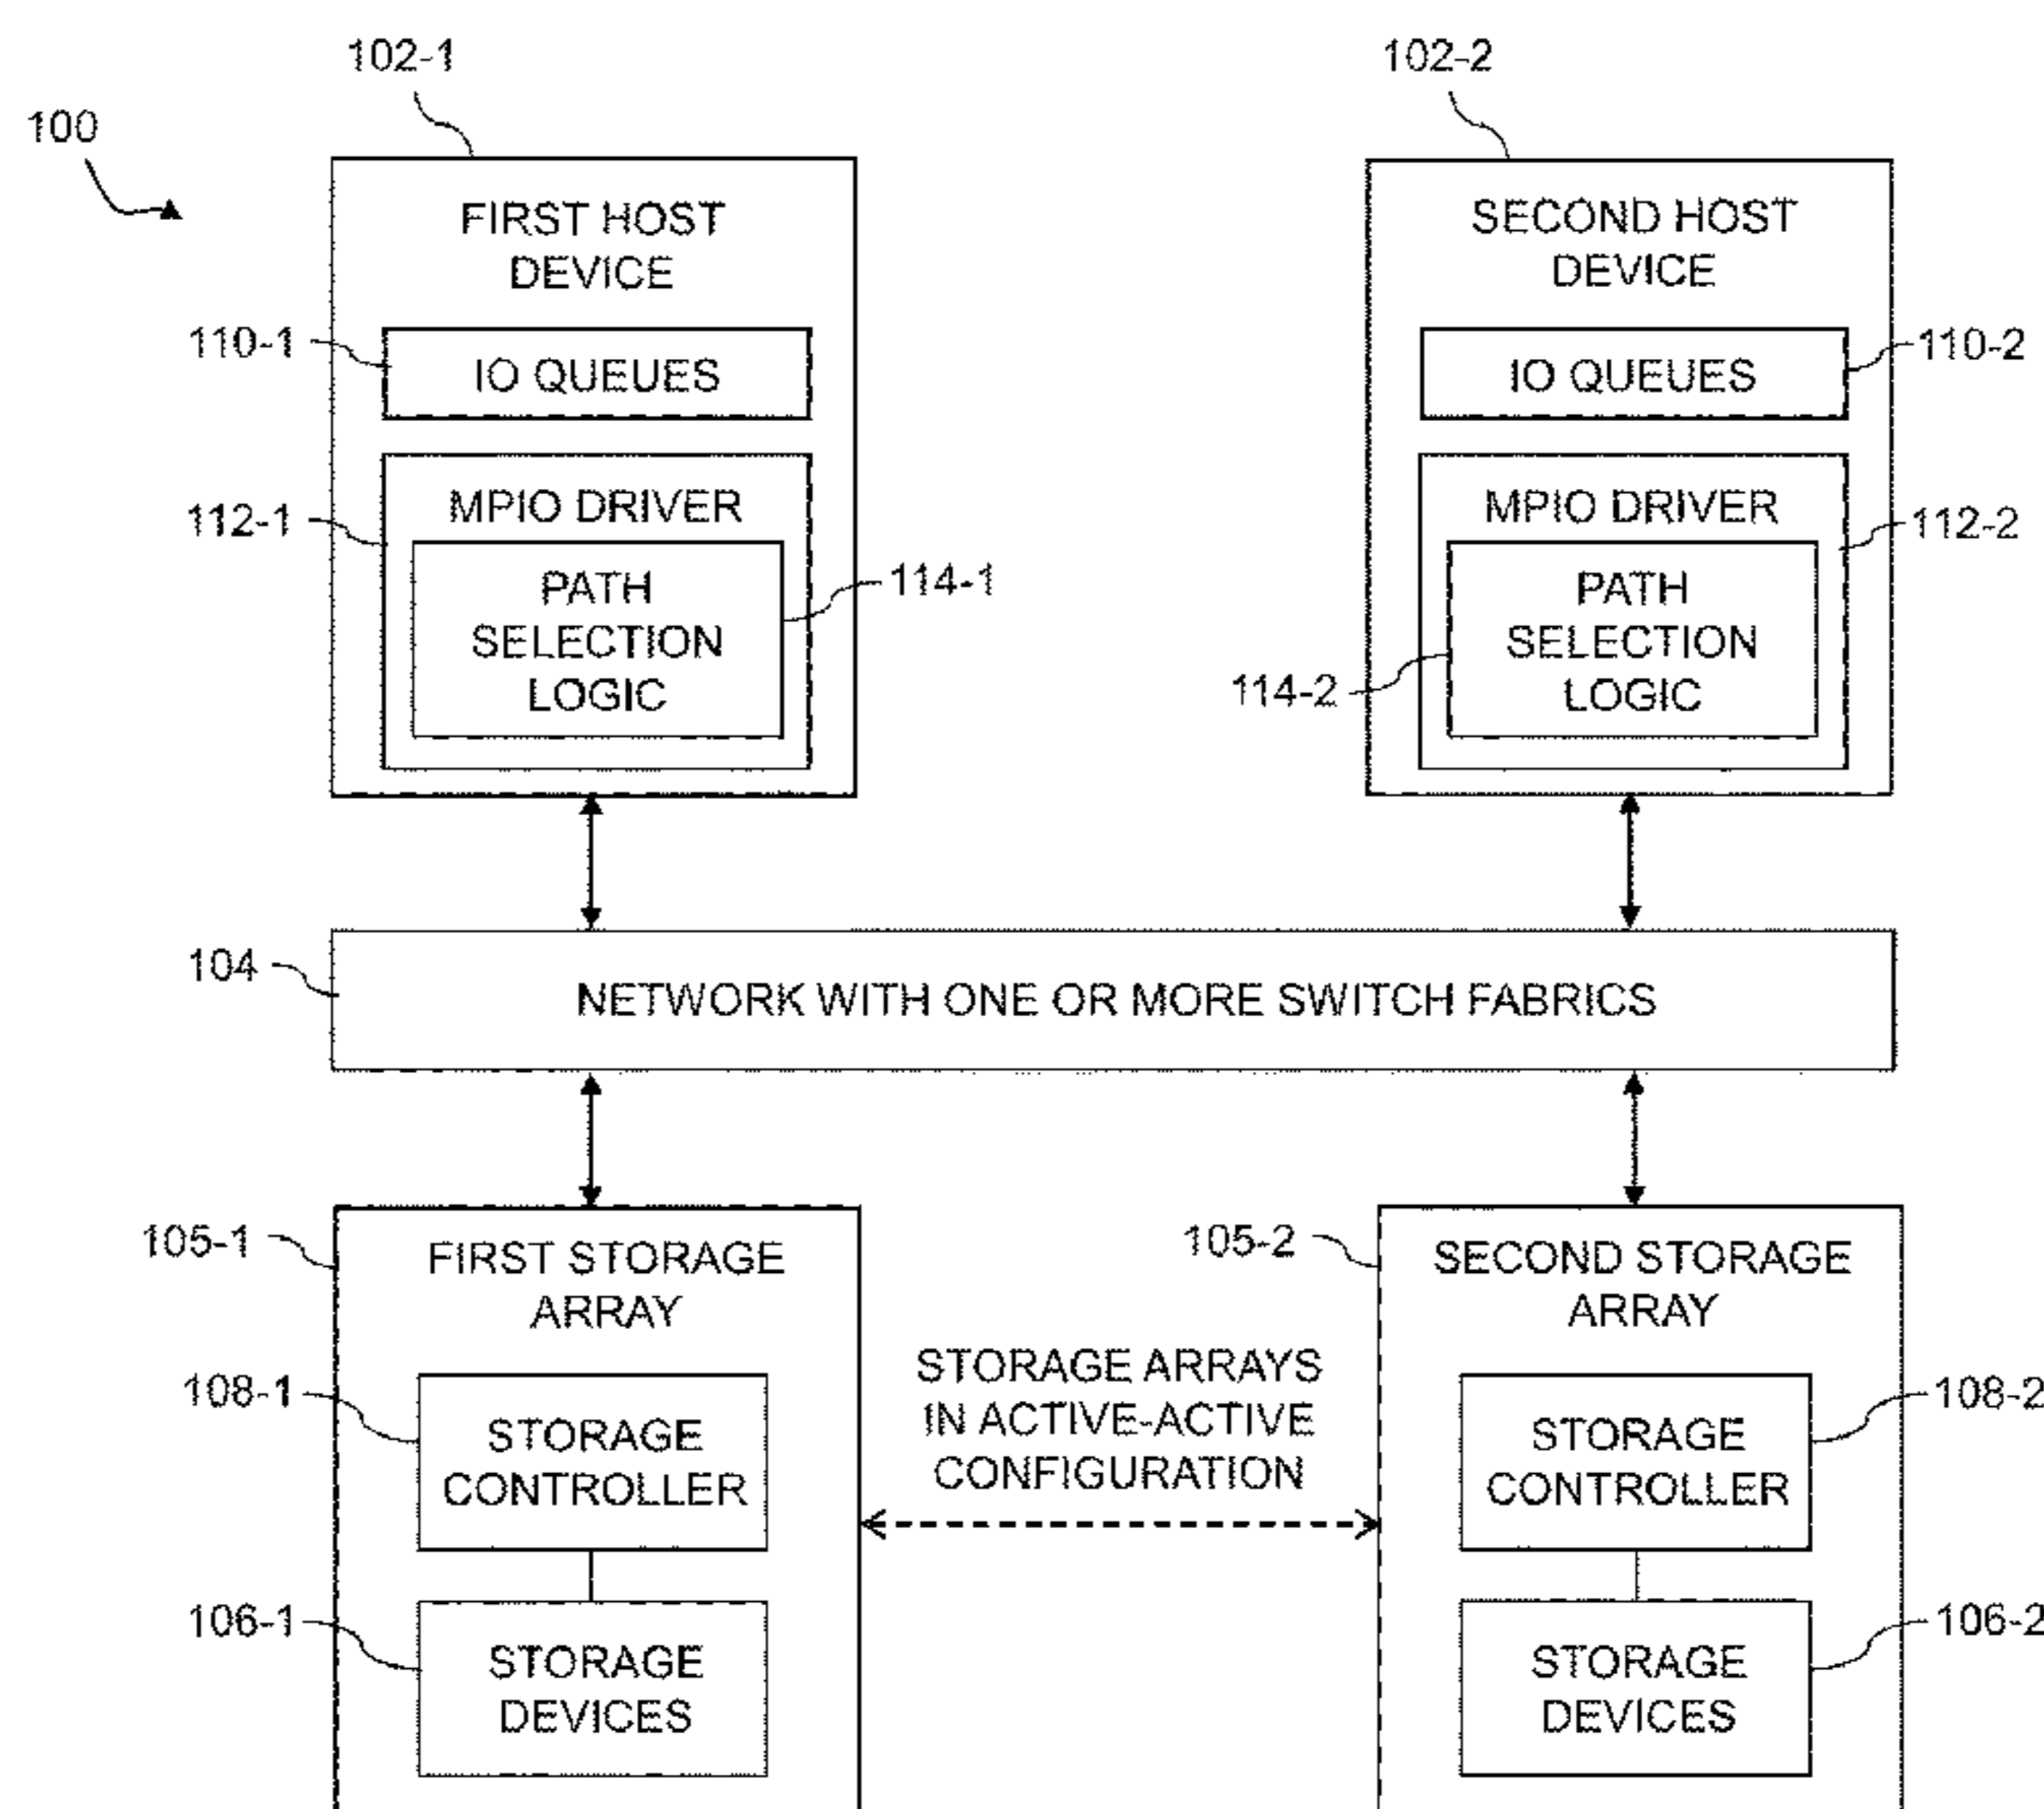 102-1
102-2
100
FIRST HOST
DEVICE
SECOND HOST
DEVICE
110-1
IO QUEUES
IO QUEUES
110-2
112-1
MPIO DRIVER
PATH
SELECTION
LOGIC
114-1
MPIO DRIVER
112-2
PATH
SELECTION
LOGIC
114-2
104
NETWORK WITH ONE OR MORE SWITCH FABRICS
105-1
FIRST STORAGE
ARRAY
105-2
SECOND STORAGE
ARRAY
108-1
STORAGE
CONTROLLER
STORAGE ARRAYS
IN ACTIVE-ACTIVE
CONFIGURATION
STORAGE
CONTROLLER
108-2
106-1
STORAGE
DEVICES
STORAGE
DEVICES
106-2